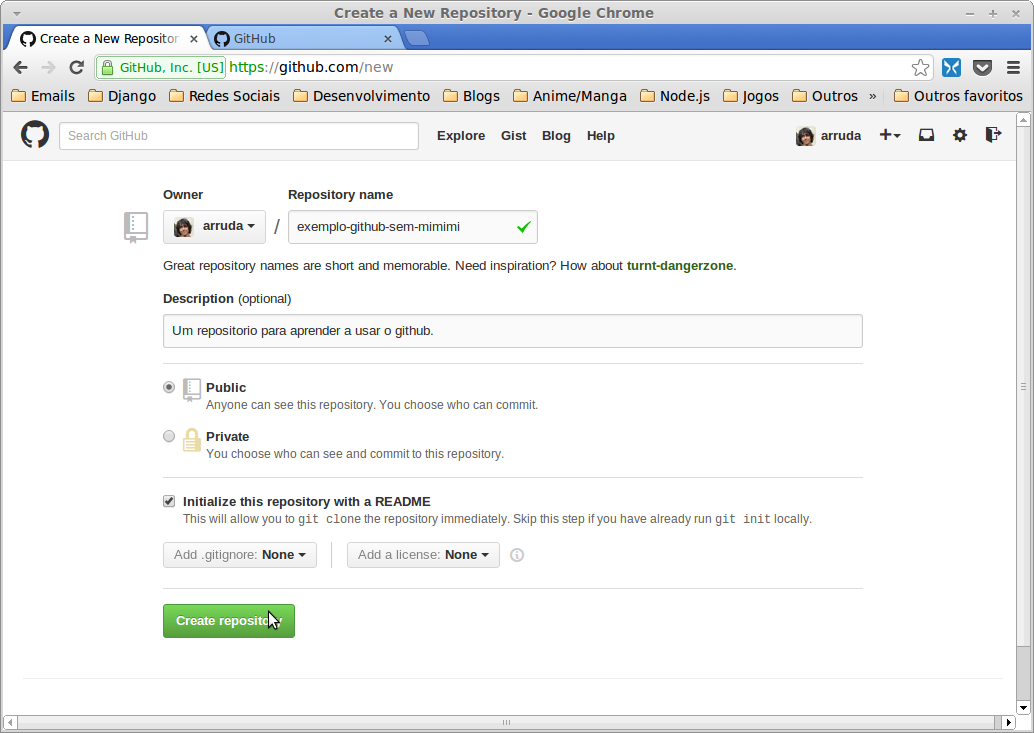 Create a New Repository - Google Chrome
Create a New Repositor
GitHub
GitHub, Inc. [US] https://github.com/new
Emails Django Redes Sociais Desenvolvimento Blogs Anime/Manga Node.js Jogos Outros » Outros favoritos
Search GitHub Explore Gist Blog Help arruda
Owner Repository name
arruda / exemplo-github-sem-mimimi
Great repository names are short and memorable. Need inspiration? How about turnt-dangerzone.
Description (optional)
Um repositorio para aprender a usar o github.
Public
Anyone can see this repository. You choose who can commit.
Private
You choose who can see and commit to this repository.
Initialize this repository with a README
This will allow you to git clone the repository immediately. Skip this step if you have already run git init locally.
Add .gitignore: None Add a license: None
Create repository